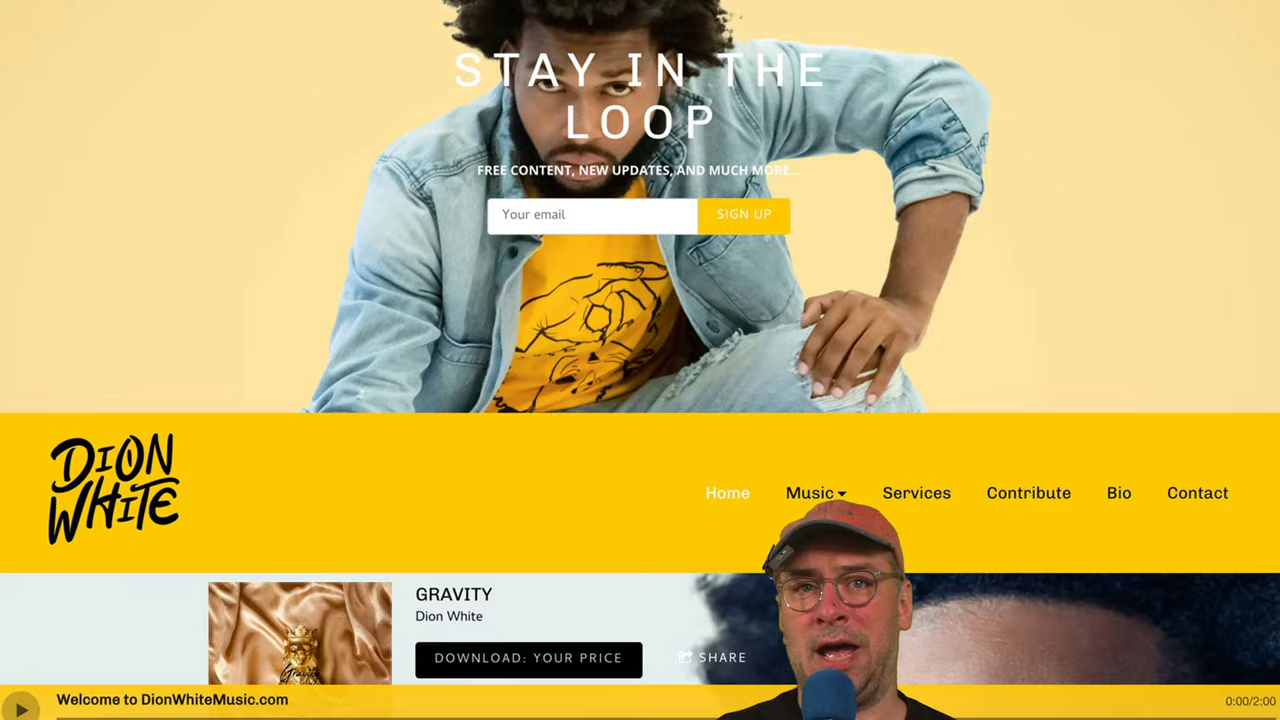 STAY IN THE
LOOP
FREE CONTENT, NEW UPDATES, AND MUCH MORE...
Your email
SIGN UP
DION
WHITE
Home
Music
Services
Contribute
Bio
Contact
GRAVITY
Dion White
Gravity
DOWNLOAD: YOUR PRICE
SHARE
Welcome to DionWhiteMusic.com
0:00/2:00